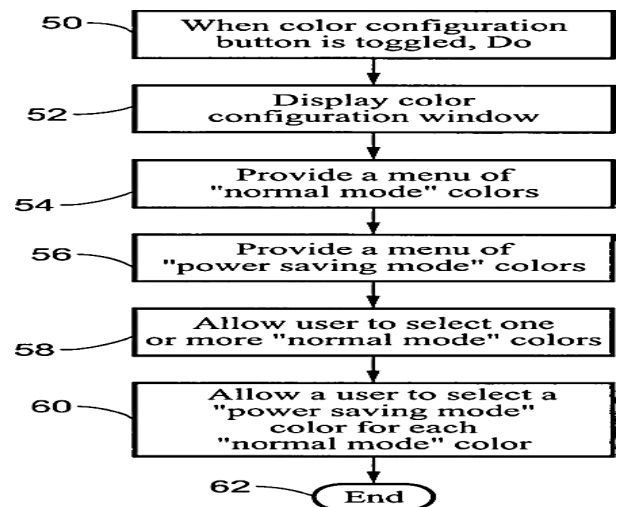 50
When color configuration
button is toggled, Do
52
Display color
configuration window
54
Provide a menu of
"normal mode" colors
56
Provide a menu of
"power saving mode" colors
58
Allow user to select one
or more "normal mode" colors
60
Allow a user to select a
"power saving mode"
color for each
"normal mode" color
62
End